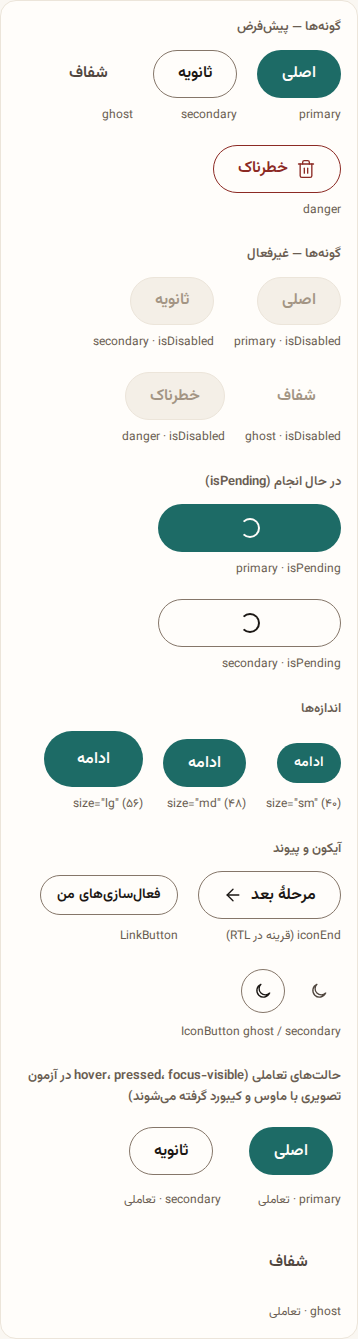 گونه‌ها — پیش‌فرض
اصلی ثانویه شفاف
primary secondary ghost
خطرناک
danger
گونه‌ها — غیرفعال
اصلی ثانویه
primary · isDisabled secondary · isDisabled
شفاف خطرناک
ghost · isDisabled danger · isDisabled
در حال انجام (isPending)
primary · isPending
secondary · isPending
اندازه‌ها
ادامه ادامه ادامه
size="sm" (۴۰) size="md" (۴۸) size="lg" (۵۶)
آیکون و پیوند
مرحلهٔ بعد فعال‌سازی‌های من
iconEnd (قرینه در RTL) LinkButton
IconButton ghost / secondary
حالت‌های تعاملی (hover، pressed، focus-visible در آزمون
تصویری با ماوس و کیبورد گرفته می‌شوند)
اصلی ثانویه
primary · تعاملی secondary · تعاملی
شفاف
ghost · تعاملی